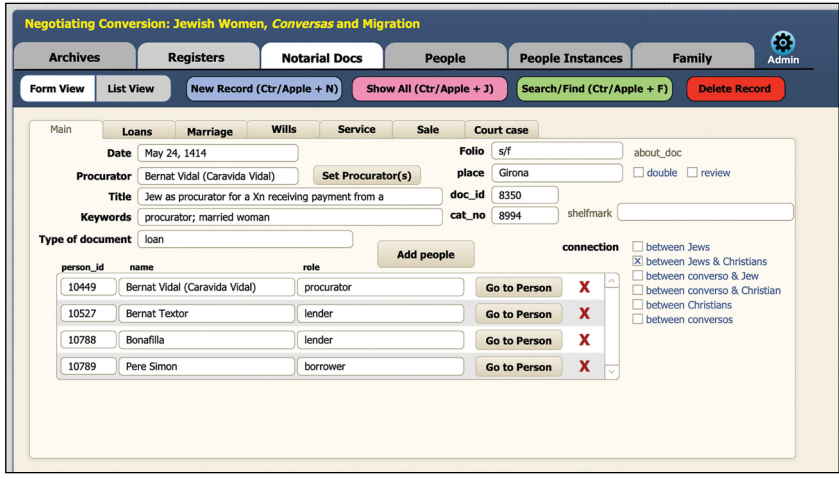 Negotiating Conversion: Jewish Women, Conversas and Migration
Archives Registers Notarial Docs People People Instances Family Admin
Form View List View New Record (Ctr/Apple + N) Show All (Ctr/Apple + J) Search/Find (Ctr/Apple + F) Delete Record
Main Loans Marriage Wills Service Sale Court case
Date May 24, 1414 Folio s/f about_doc
Procurator Bernat Vidal (Caravida Vidal) Set Procurator(s) place Girona double review
Title Jew as procurator for a Xn receiving payment from a doc_id 8350
Keywords procurator; married woman cat_no 8994 shelfmark
Type of document loan
Add people connection between Jews
X between Jews & Christians
between converso & Jew
between converso & Christian
between Christians
between conversos
person_id name role
10449 Bernat Vidal (Caravida Vidal) procurator Go to Person X
10527 Bernat Textor lender Go to Person X
10788 Bonafilla lender Go to Person X
10789 Pere Simon borrower Go to Person X